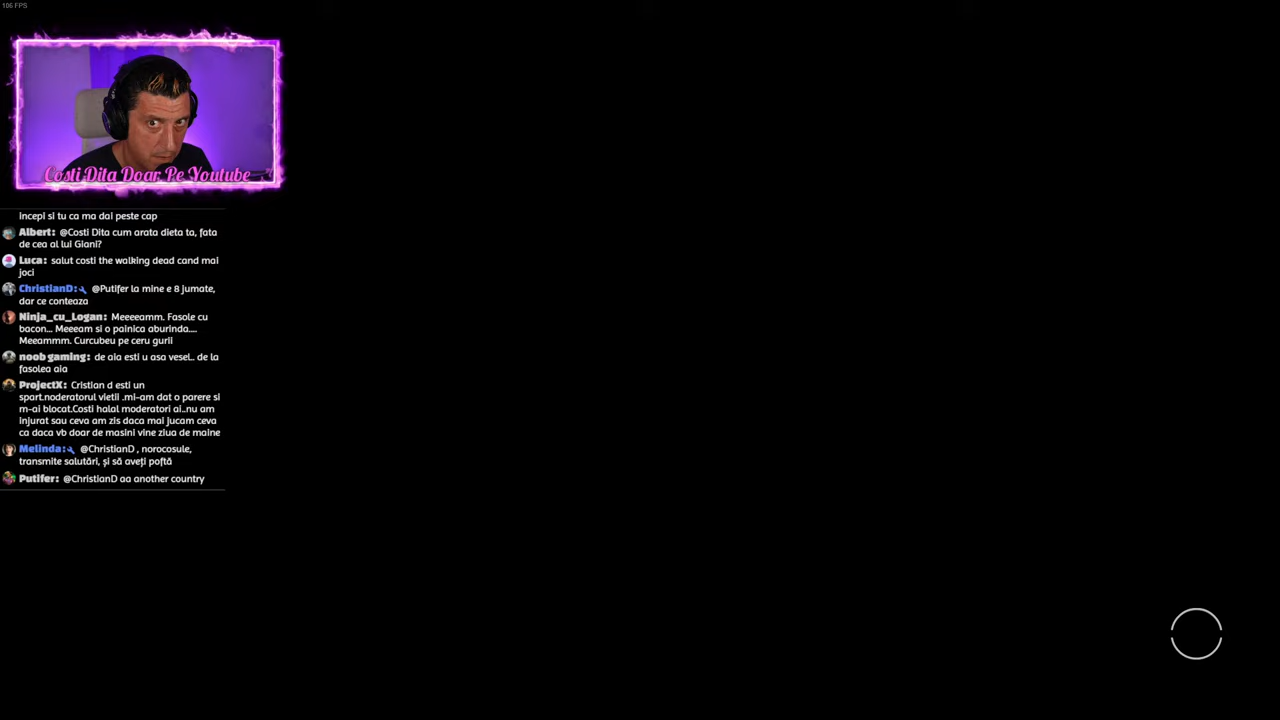 106 FPS
Costi Dita Doar Pe Youtube
incepi si tu ca ma dai peste cap
Albert: @Costi Dita cum arata dieta ta, fata
de cea al lui Giani?
Luca: salut costi the walking dead cand mai
joci
ChristianD: @Putifer la mine e 8 jumate,
dar ce conteaza
Ninja_cu_Logan: Meeeeamm. Fasole cu
bacon... Meeeam si o painica aburinda....
Meeammm. Curcubeu pe ceru gurii
noob gaming: de aia esti u asa vesel.. de la
fasolea aia
ProjectX: Cristian d esti un
spart.noderatorul vietii .mi-am dat o parere si
m-ai blocat.Costi halal moderatori ai..nu am
injurat sau ceva am zis daca mai jucam ceva
ca daca vb doar de masini vine ziua de maine
Melinda: @ChristianD , norocosule,
transmite salutări, și să aveți poftă
Putifer: @ChristianD aa another country